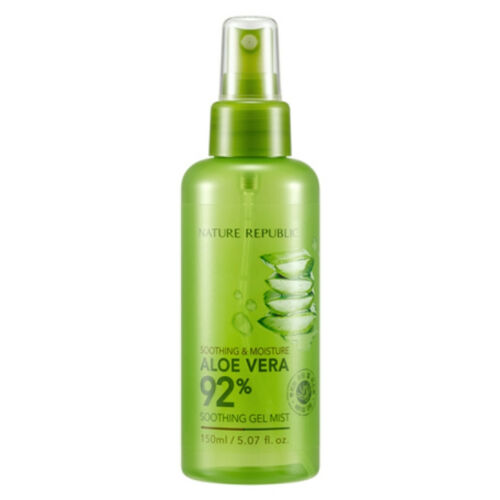 NATURE REPUBLIC
SOOTHING & MOISTURE
ALOE VERA
92%
SOOTHING GEL MIST
150ml / 5.07 fl. oz.